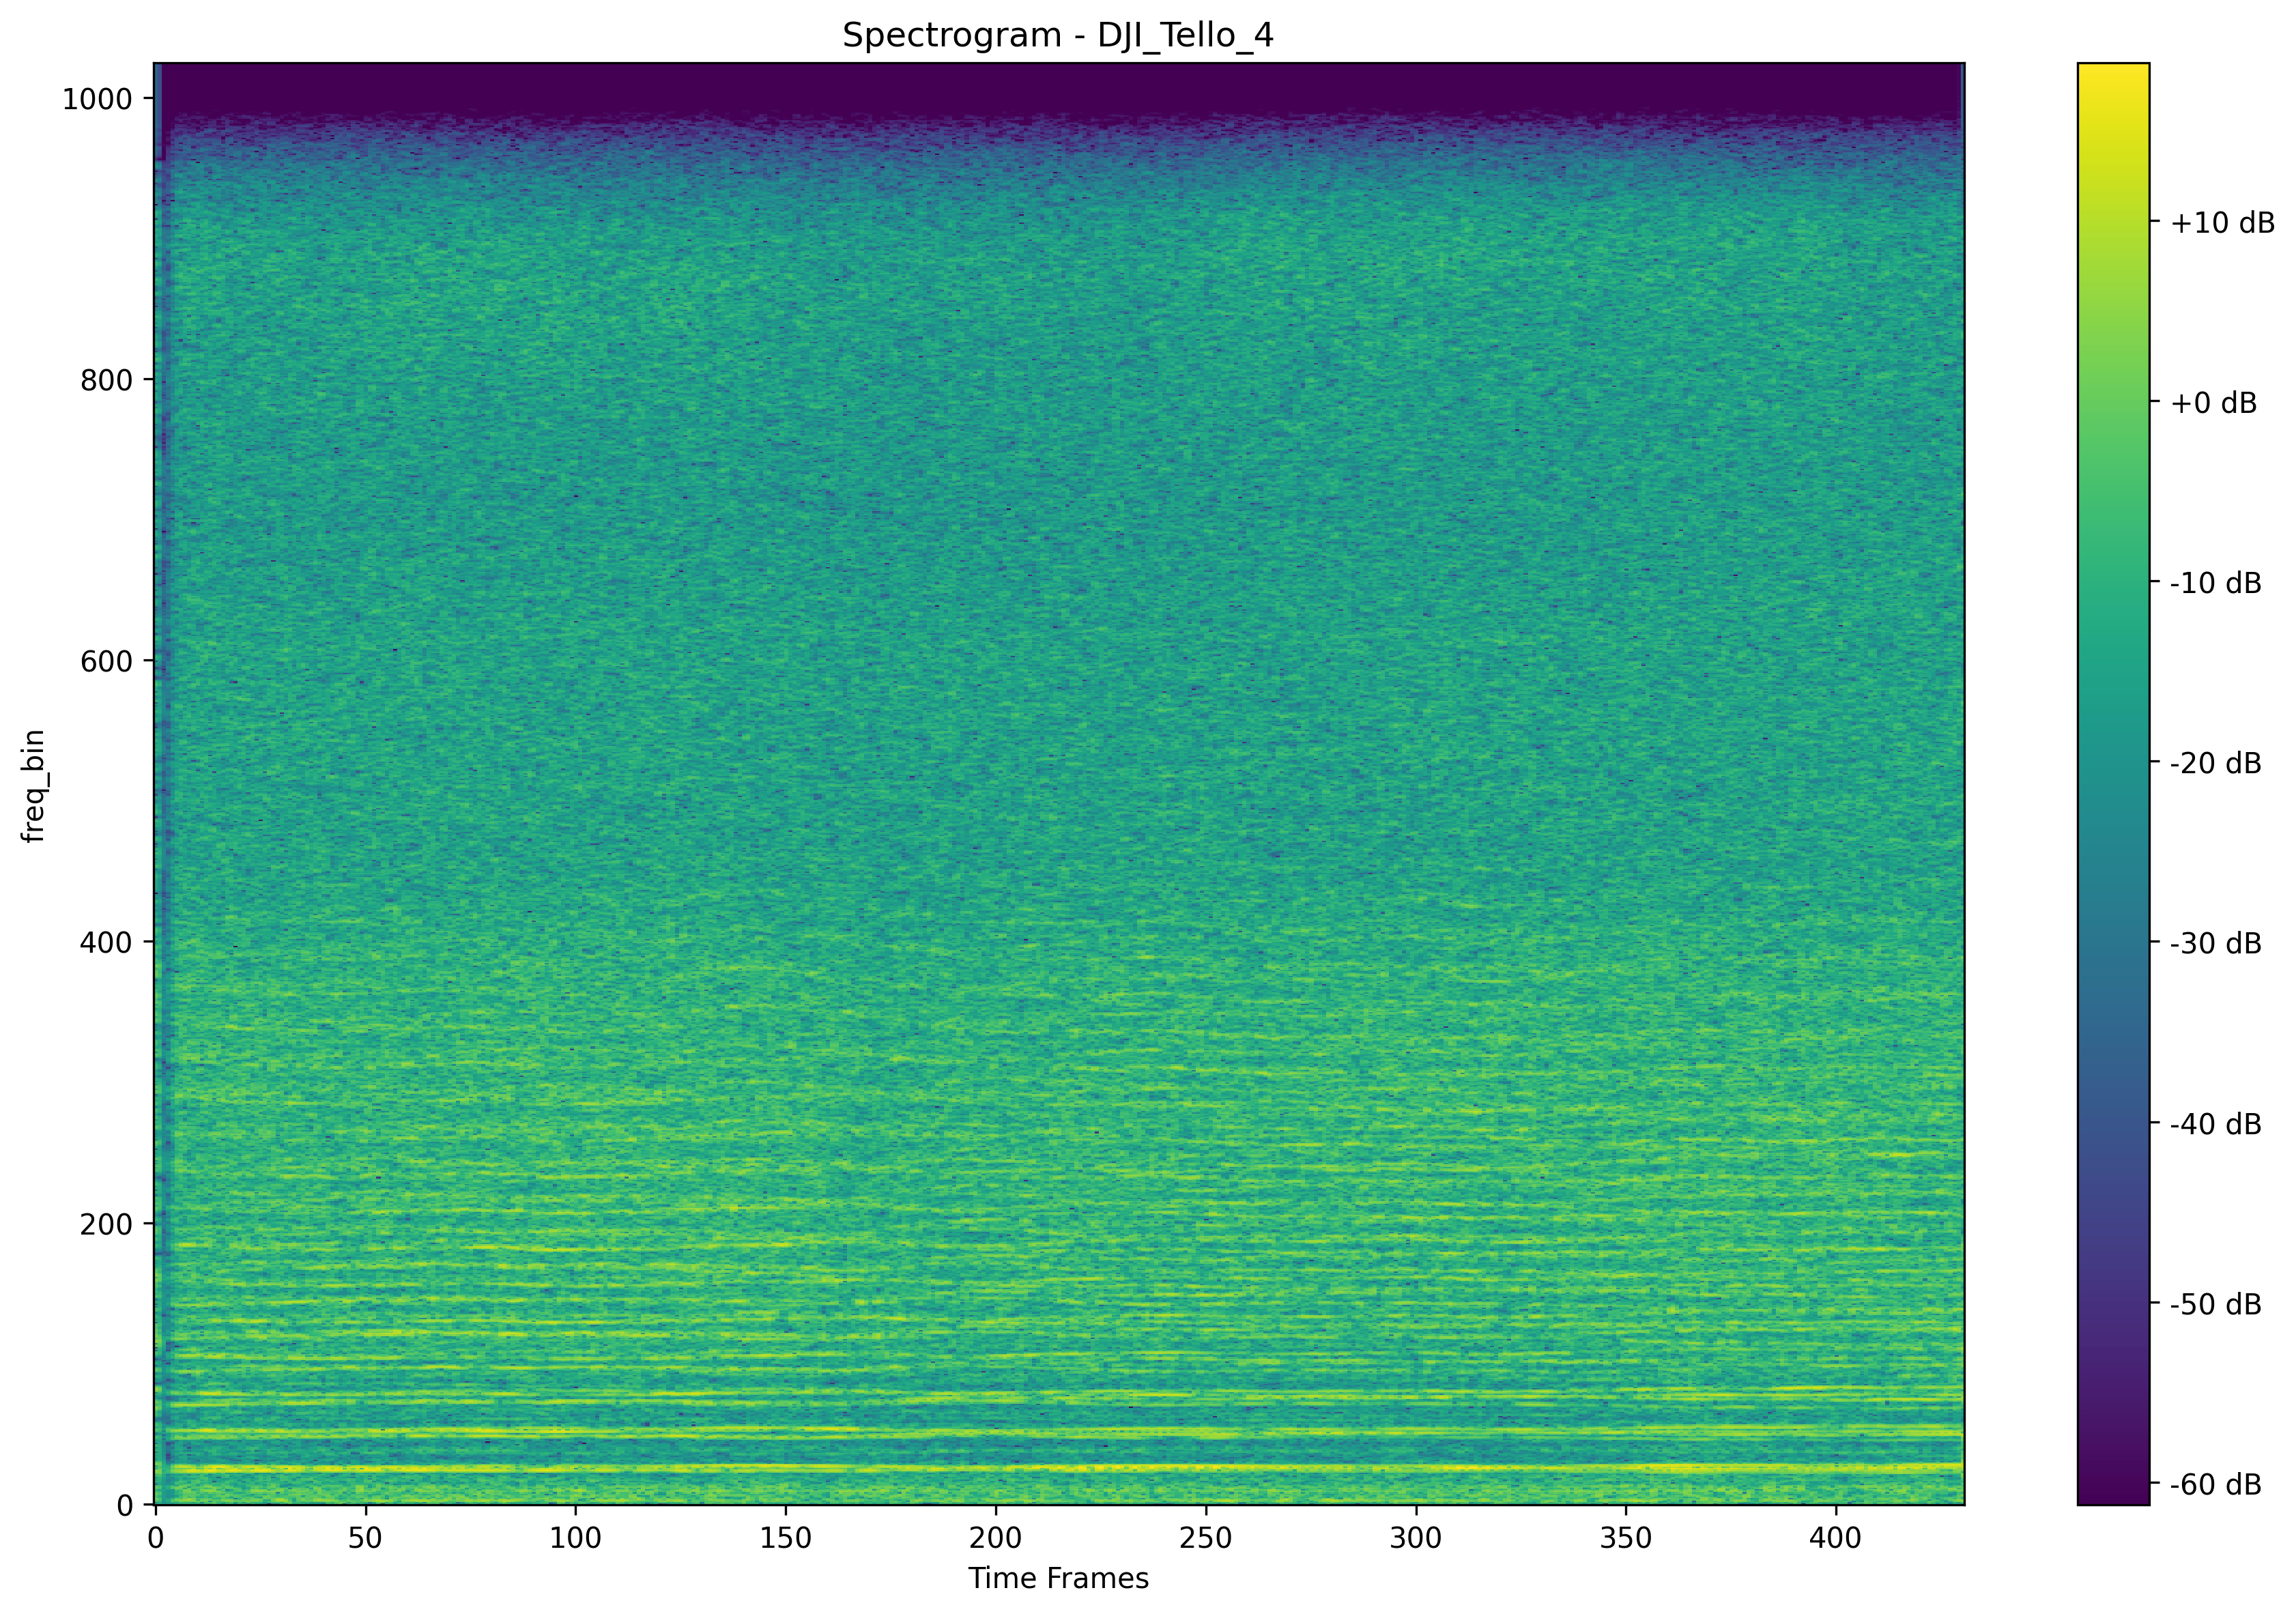 Spectrogram - DJI_Tello_4
1000
800
600
400
200
0
freq_bin
0 50 100 150 200 250 300 350 400
Time Frames
+10 dB
+0 dB
-10 dB
-20 dB
-30 dB
-40 dB
-50 dB
-60 dB